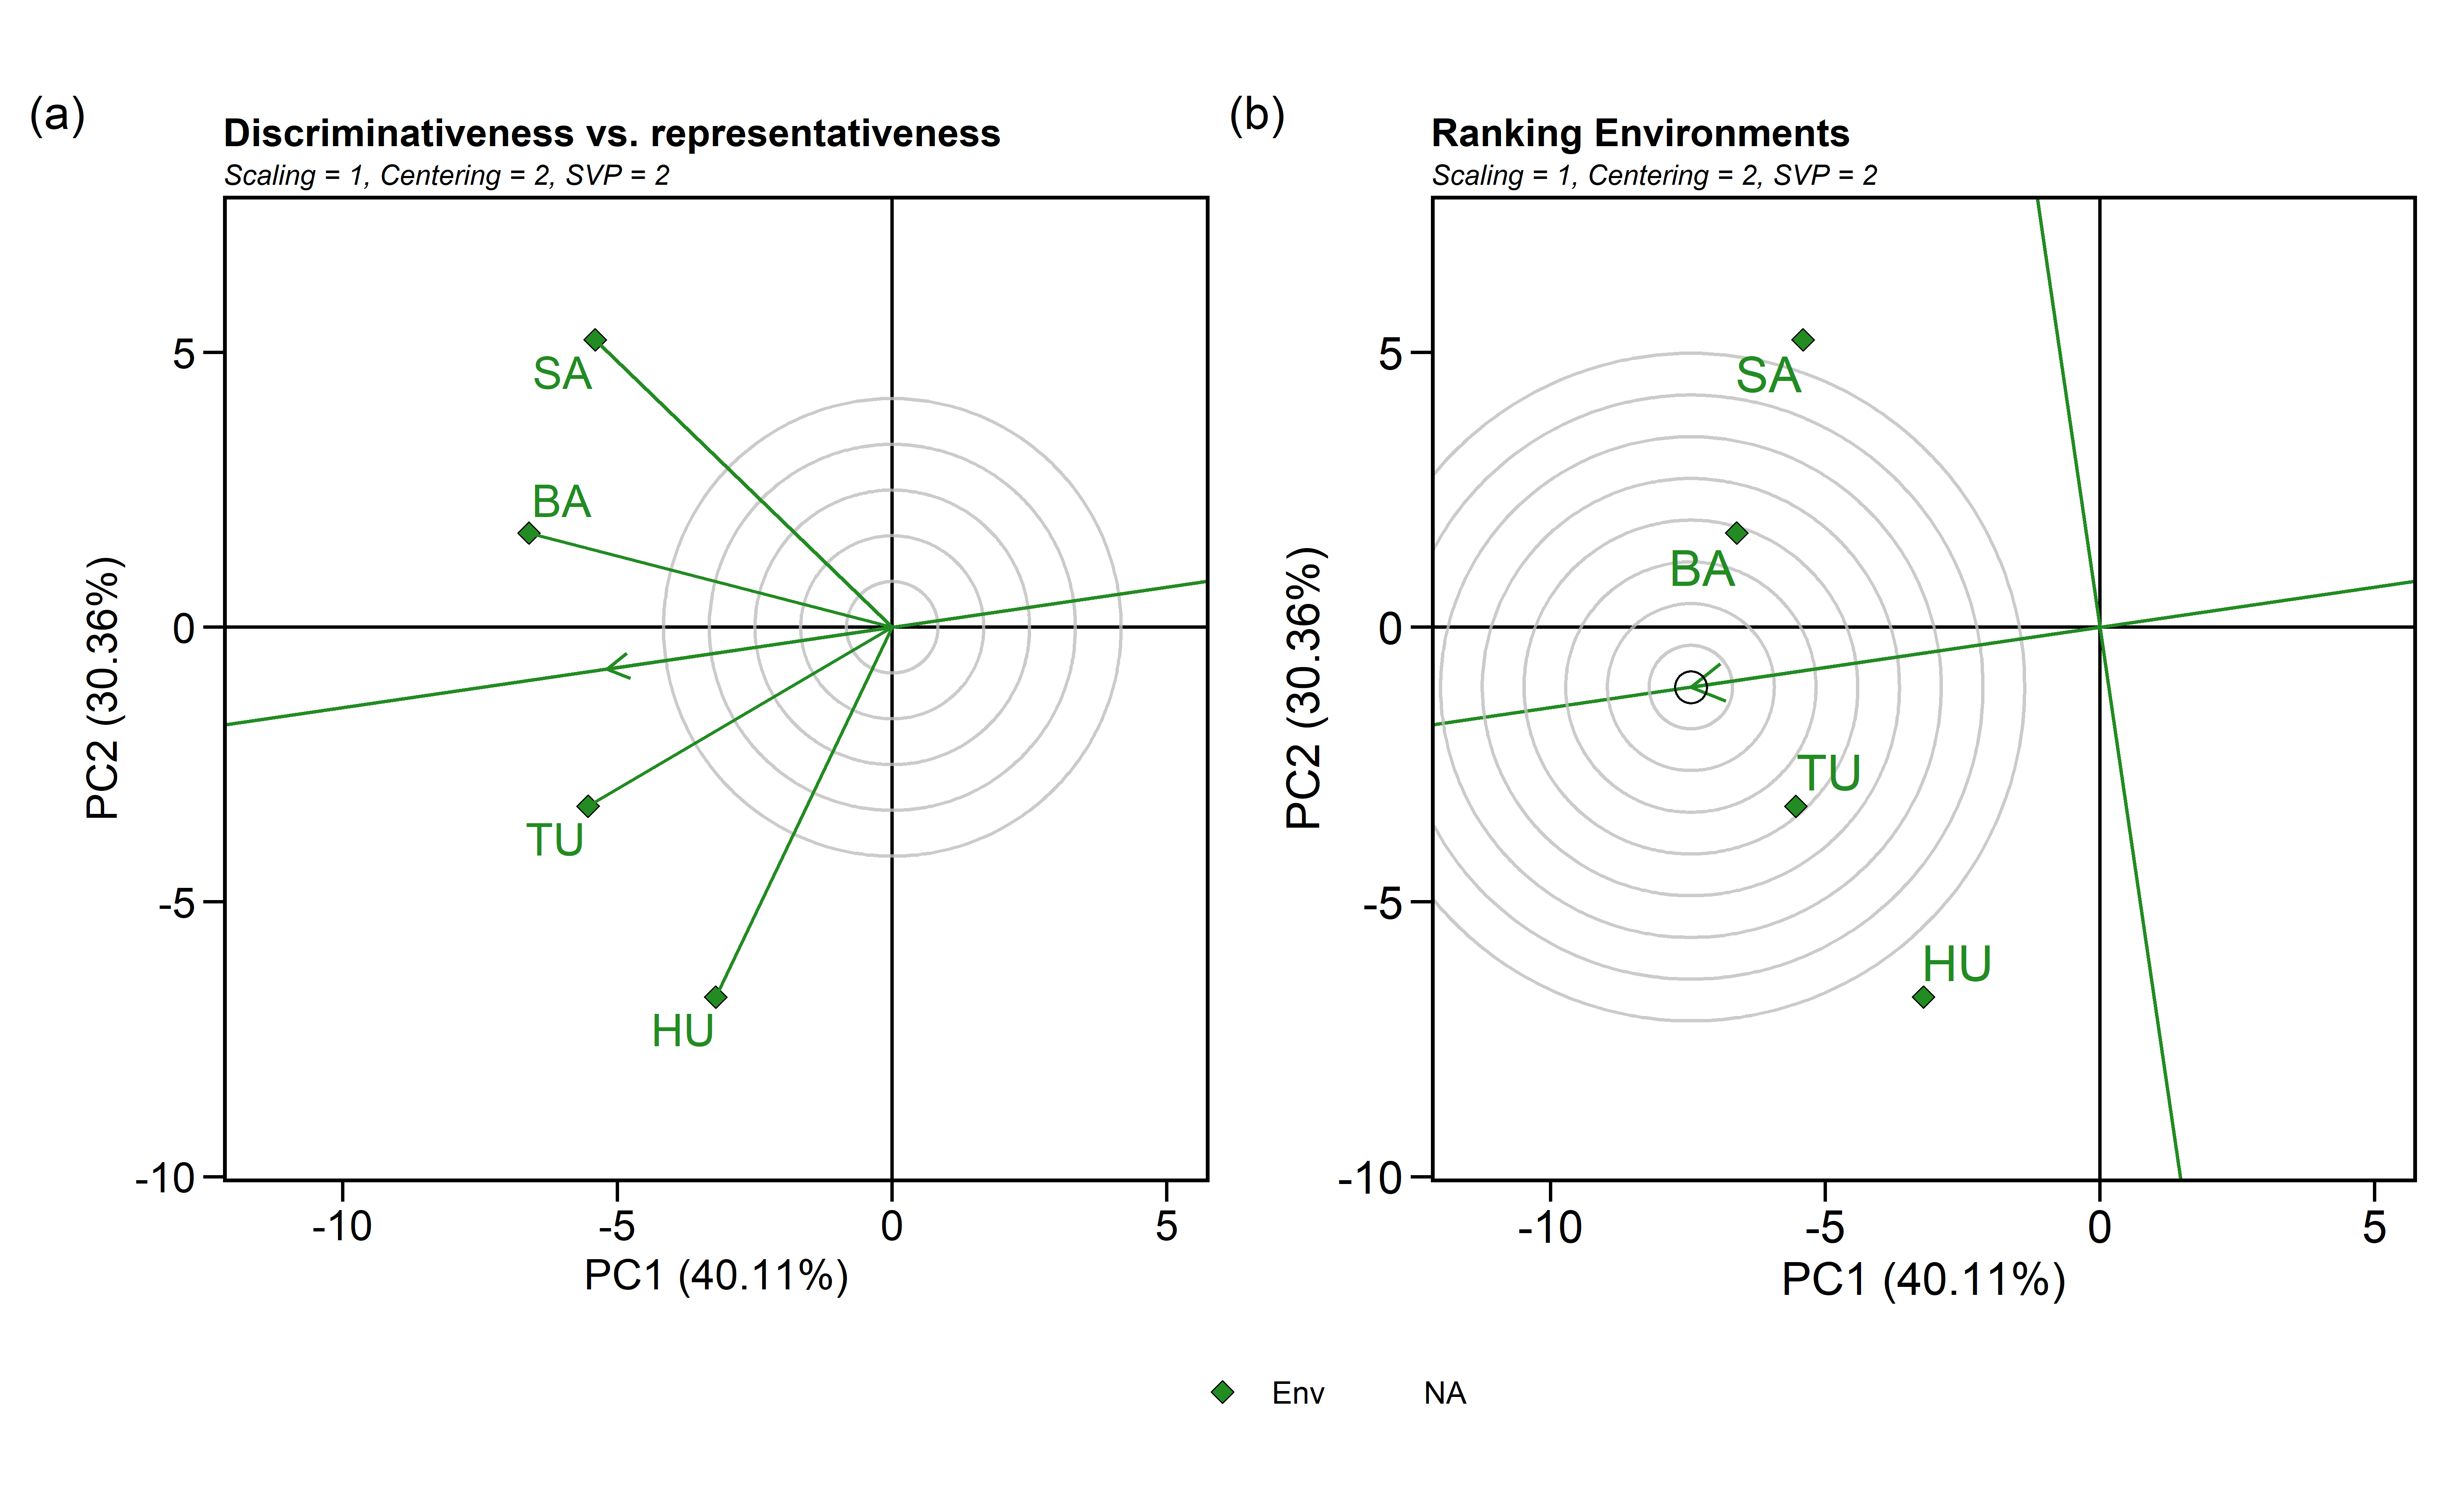 (a)
Discriminativeness vs. representativeness
Scaling = 1, Centering = 2, SVP = 2
SA
BA
TU
HU
5
0
-5
-10
-10
-5
0
5
PC2 (30.36%)
PC1 (40.11%)
(b)
Ranking Environments
Scaling = 1, Centering = 2, SVP = 2
SA
BA
TU
HU
5
0
-5
-10
-10
-5
0
5
PC2 (30.36%)
PC1 (40.11%)
Env
NA